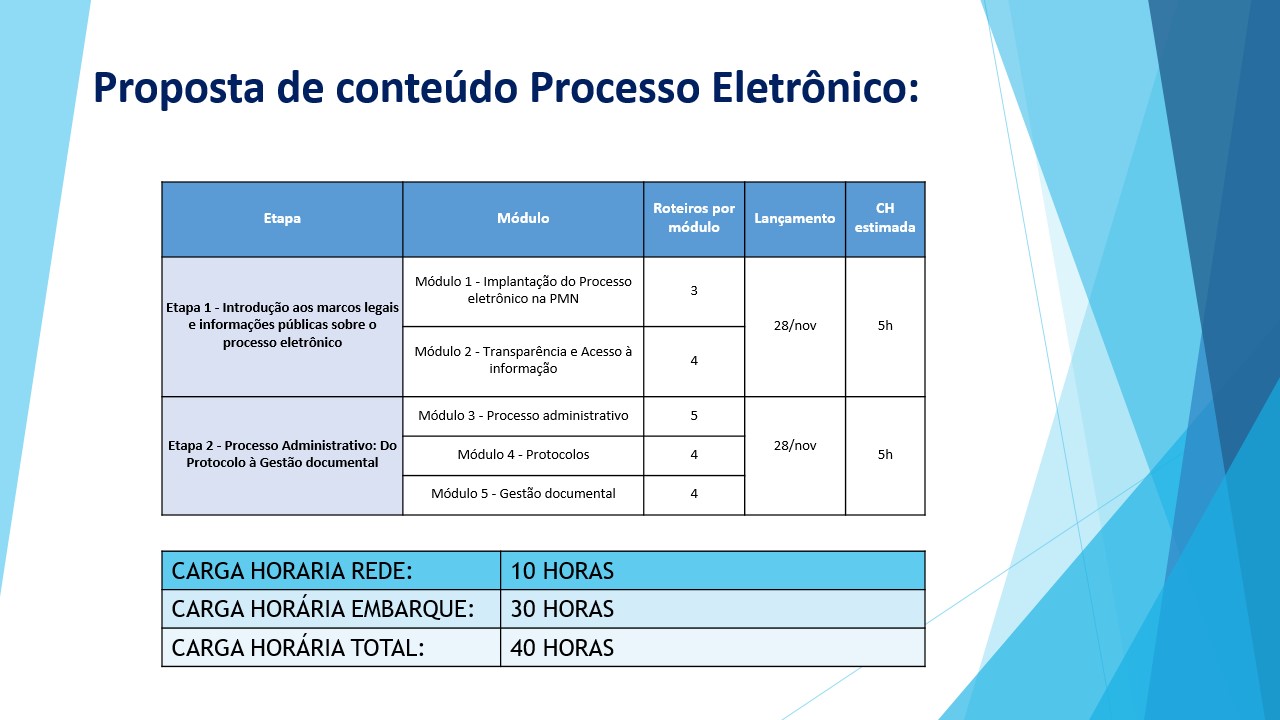 Proposta de conteúdo Processo Eletrônico:
Etapa
Módulo
Roteiros por
módulo
Lançamento
CH
estimada
Etapa 1 - Introdução aos marcos legais
e informações públicas sobre o
processo eletrônico
Módulo 1 - Implantação do Processo
eletrônico na PMN
3
28/nov
5h
Módulo 2 - Transparência e Acesso à
informação
4
Etapa 2 - Processo Administrativo: Do
Protocolo à Gestão documental
Módulo 3 - Processo administrativo
5
28/nov
5h
Módulo 4 - Protocolos
4
Módulo 5 - Gestão documental
4
CARGA HORARIA REDE:
10 HORAS
CARGA HORÁRIA EMBARQUE:
30 HORAS
CARGA HORÁRIA TOTAL:
40 HORAS